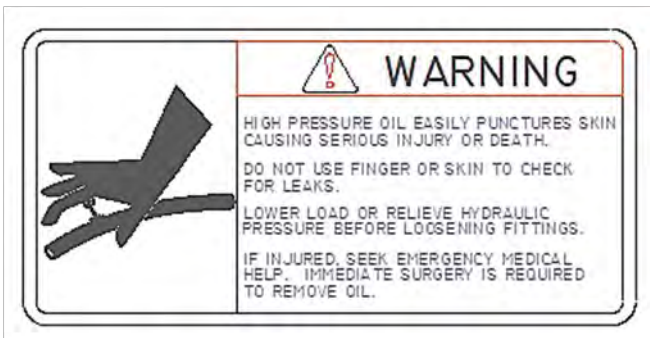 WARNING
HIGH PRESSURE OIL EASILY PUNCTURES SKIN
CAUSING SERIOUS INJURY OR DEATH.
DO NOT USE FINGER OR SKIN TO CHECK
FOR LEAKS.
LOWER LOAD OR RELIEVE HYDRAULIC
PRESSURE BEFORE LOOSENING FITTINGS.
IF INJURED, SEEK EMERGENCY MEDICAL
HELP. IMMEDIATE SURGERY IS REQUIRED
TO REMOVE OIL.